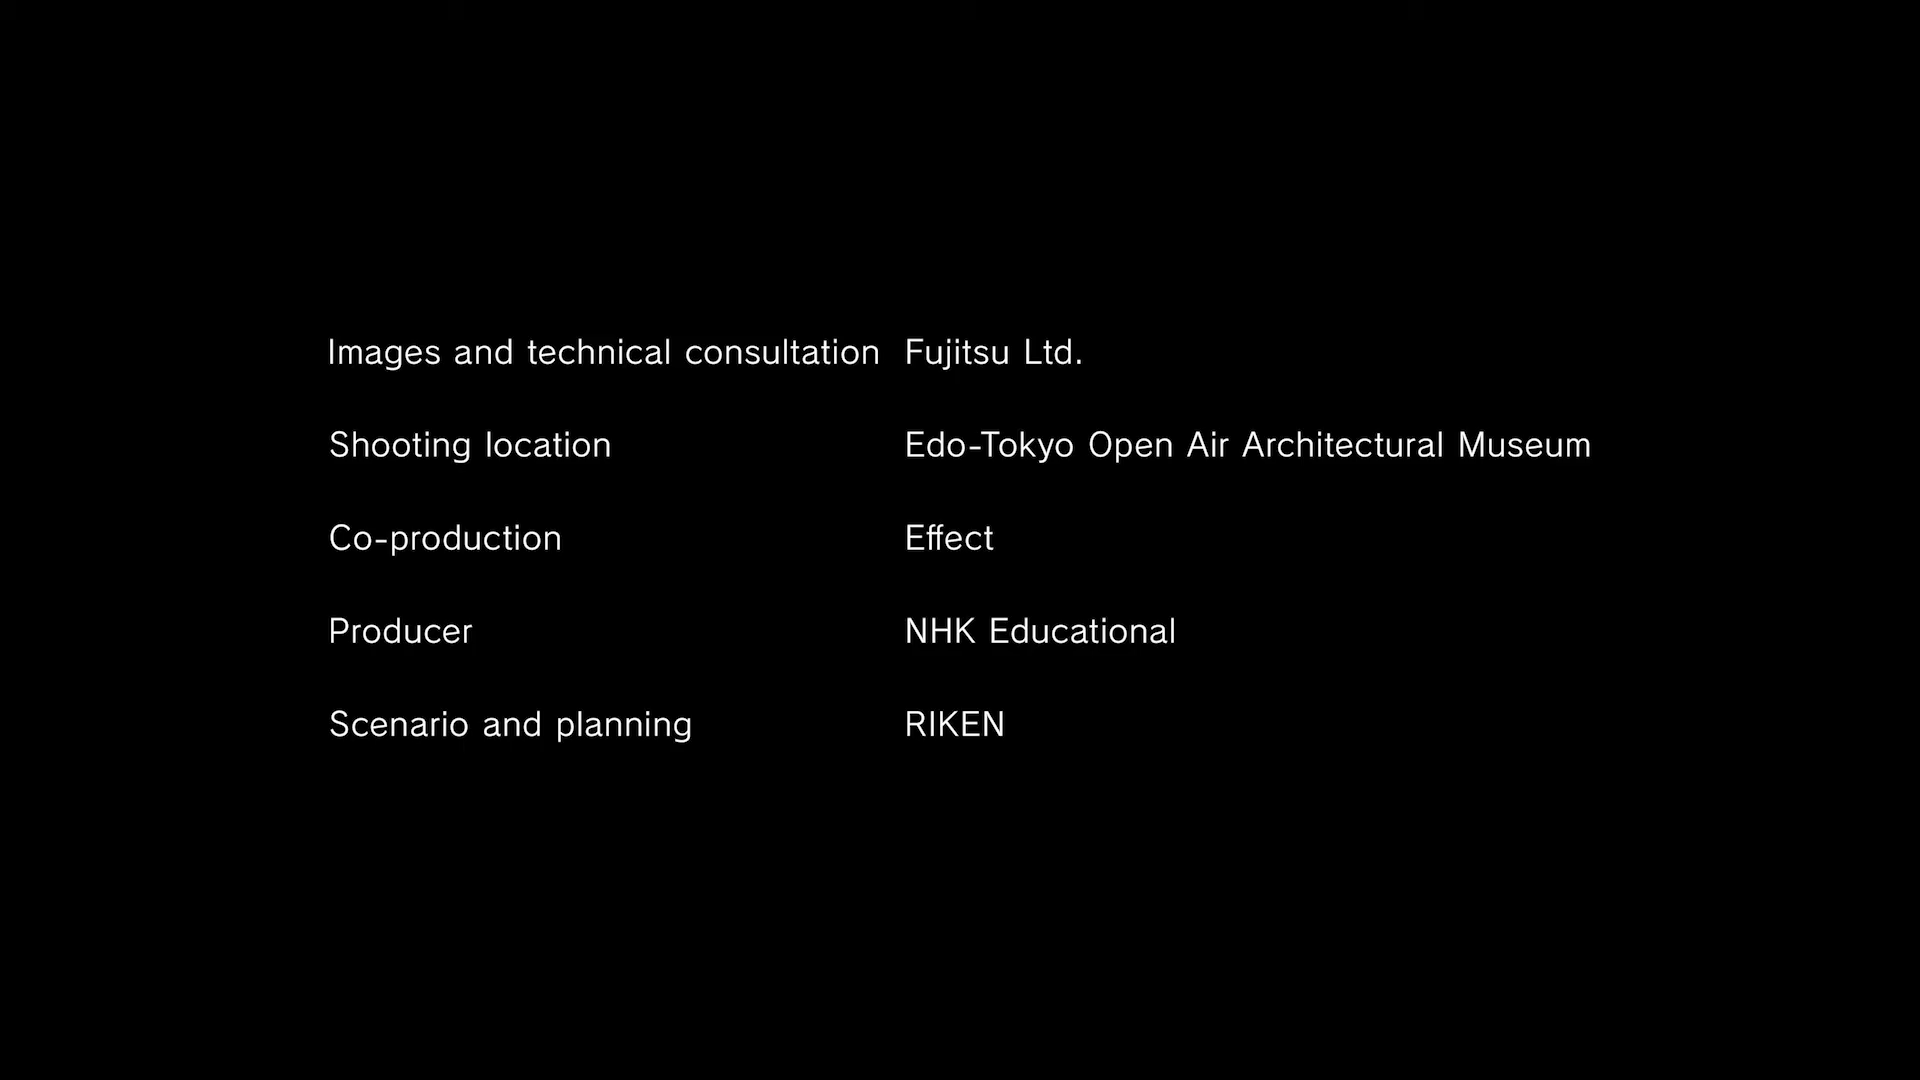 Images and technical consultation Fujitsu Ltd.
Shooting location Edo-Tokyo Open Air Architectural Museum
Co-production Effect
Producer NHK Educational
Scenario and planning RIKEN